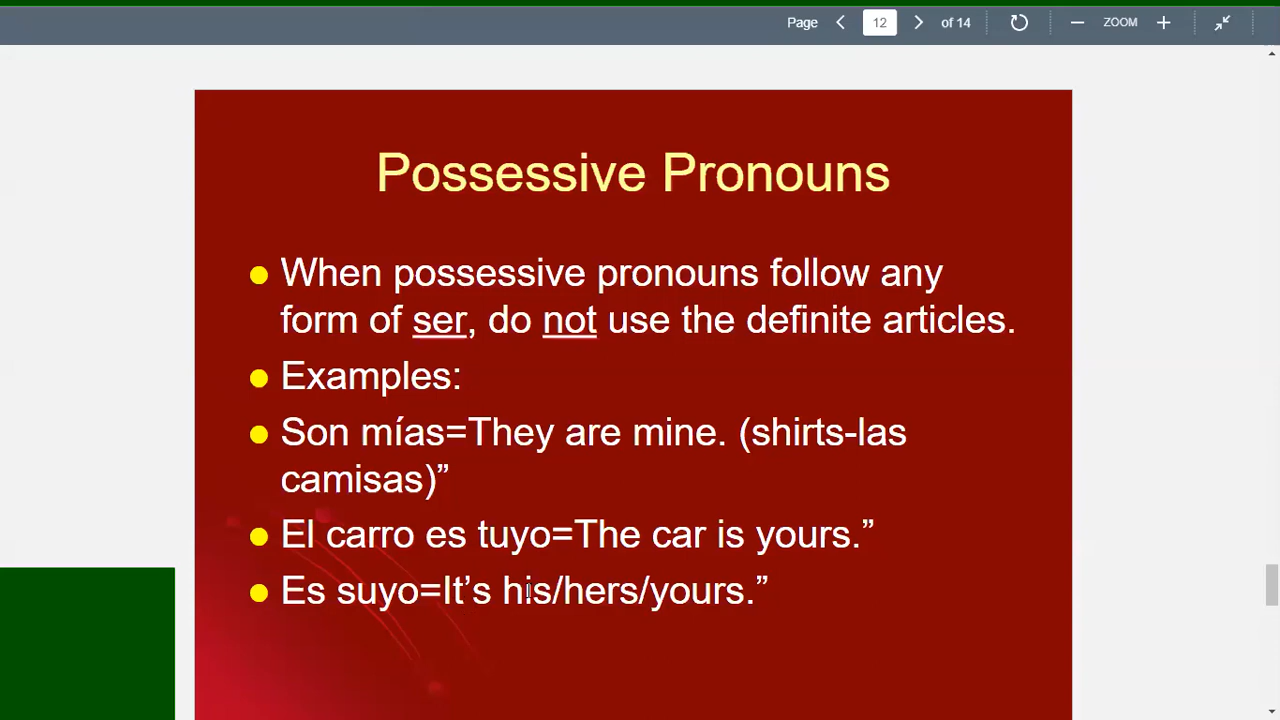 Page 12 of 14 ZOOM
Possessive Pronouns
When possessive pronouns follow any
form of ser, do not use the definite articles.
Examples:
Son mías=They are mine. (shirts-las
camisas)”
El carro es tuyo=The car is yours.”
Es suyo=It’s his/hers/yours.”